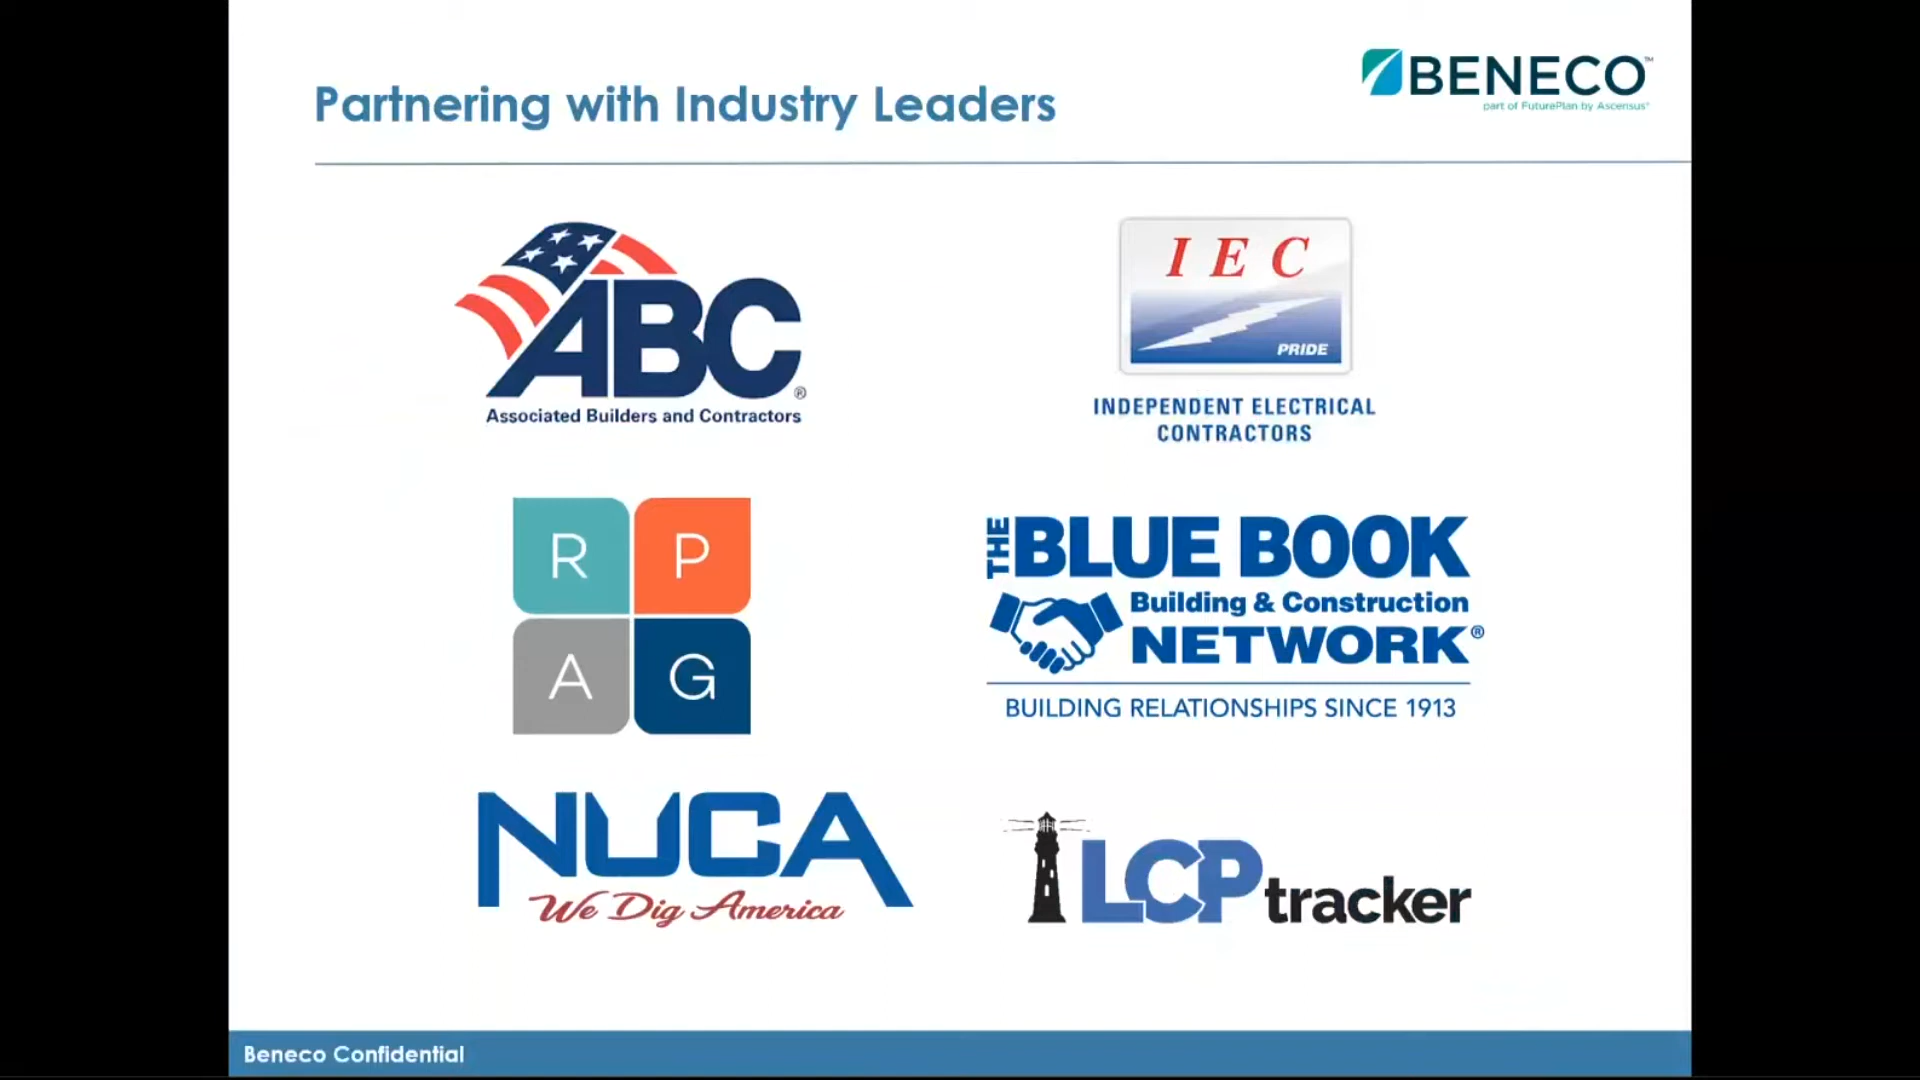 Partnering with Industry Leaders
BENECO™
part of FuturePlan by Ascensus®
ABC®
Associated Builders and Contractors
IEC
PRIDE
INDEPENDENT ELECTRICAL
CONTRACTORS
R P
A G
THE BLUE BOOK
Building & Construction
NETWORK®
BUILDING RELATIONSHIPS SINCE 1913
NUCA
We Dig America
LCPtracker
Beneco Confidential